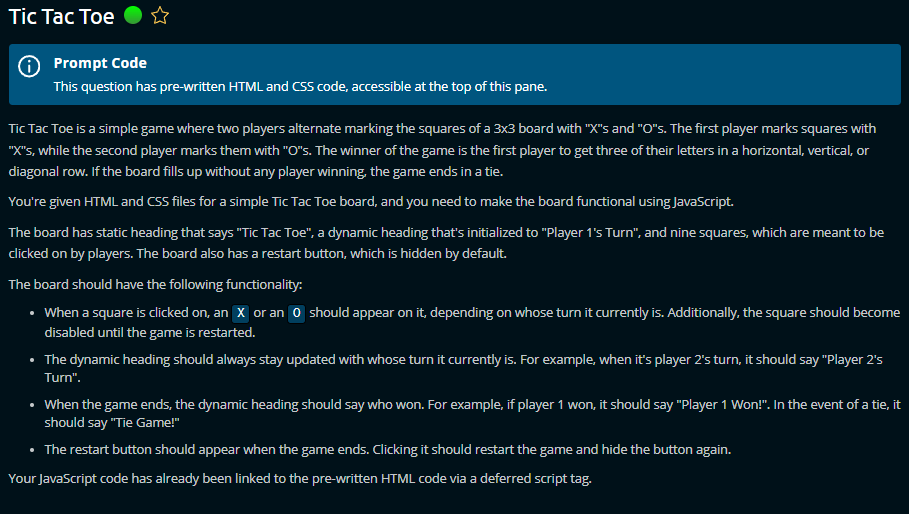 Tic Tac Toe
Prompt Code
This question has pre-written HTML and CSS code, accessible at the top of this pane.
Tic Tac Toe is a simple game where two players alternate marking the squares of a 3x3 board with "X"s and "O"s. The first player marks squares with
"X"s, while the second player marks them with "O"s. The winner of the game is the first player to get three of their letters in a horizontal, vertical, or
diagonal row. If the board fills up without any player winning, the game ends in a tie.
You're given HTML and CSS files for a simple Tic Tac Toe board, and you need to make the board functional using JavaScript.
The board has static heading that says "Tic Tac Toe", a dynamic heading that's initialized to "Player 1's Turn", and nine squares, which are meant to be
clicked on by players. The board also has a restart button, which is hidden by default.
The board should have the following functionality:
• When a square is clicked on, an X or an O should appear on it, depending on whose turn it currently is. Additionally, the square should become
disabled until the game is restarted.
• The dynamic heading should always stay updated with whose turn it currently is. For example, when it's player 2's turn, it should say "Player 2's
Turn".
• When the game ends, the dynamic heading should say who won. For example, if player 1 won, it should say "Player 1 Won!". In the event of a tie, it
should say "Tie Game!"
• The restart button should appear when the game ends. Clicking it should restart the game and hide the button again.
Your JavaScript code has already been linked to the pre-written HTML code via a deferred script tag.